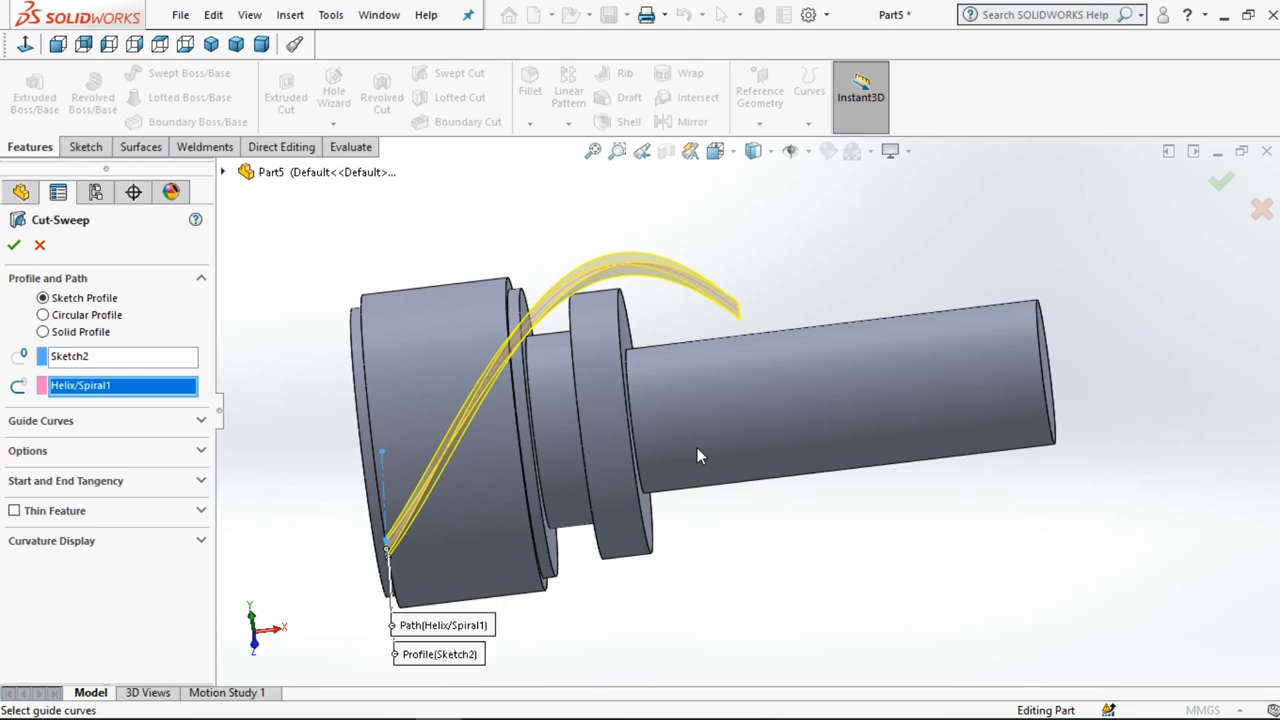 DS SOLIDWORKS File Edit View Insert Tools Window Help Part5 * Search SOLIDWORKS Help ?
Extruded Boss/Base Revolved Boss/Base Swept Boss/Base Lofted Boss/Base Boundary Boss/Base Extruded Cut Hole Wizard Revolved Cut Swept Cut Lofted Cut Boundary Cut Fillet Linear Pattern Rib Draft Shell Wrap Intersect Mirror Reference Geometry Curves Instant3D
Features Sketch Surfaces Weldments Direct Editing Evaluate
Part5 (Default<<Default>...
Cut-Sweep ?
Profile and Path
Sketch Profile
Circular Profile
Solid Profile
Sketch2
Helix/Spiral1
Guide Curves
Options
Start and End Tangency
Thin Feature
Curvature Display
Path(Helix/Spiral1)
Profile(Sketch2)
Y
X
Z
Model 3D Views Motion Study 1
Select guide curves Editing Part MMGS